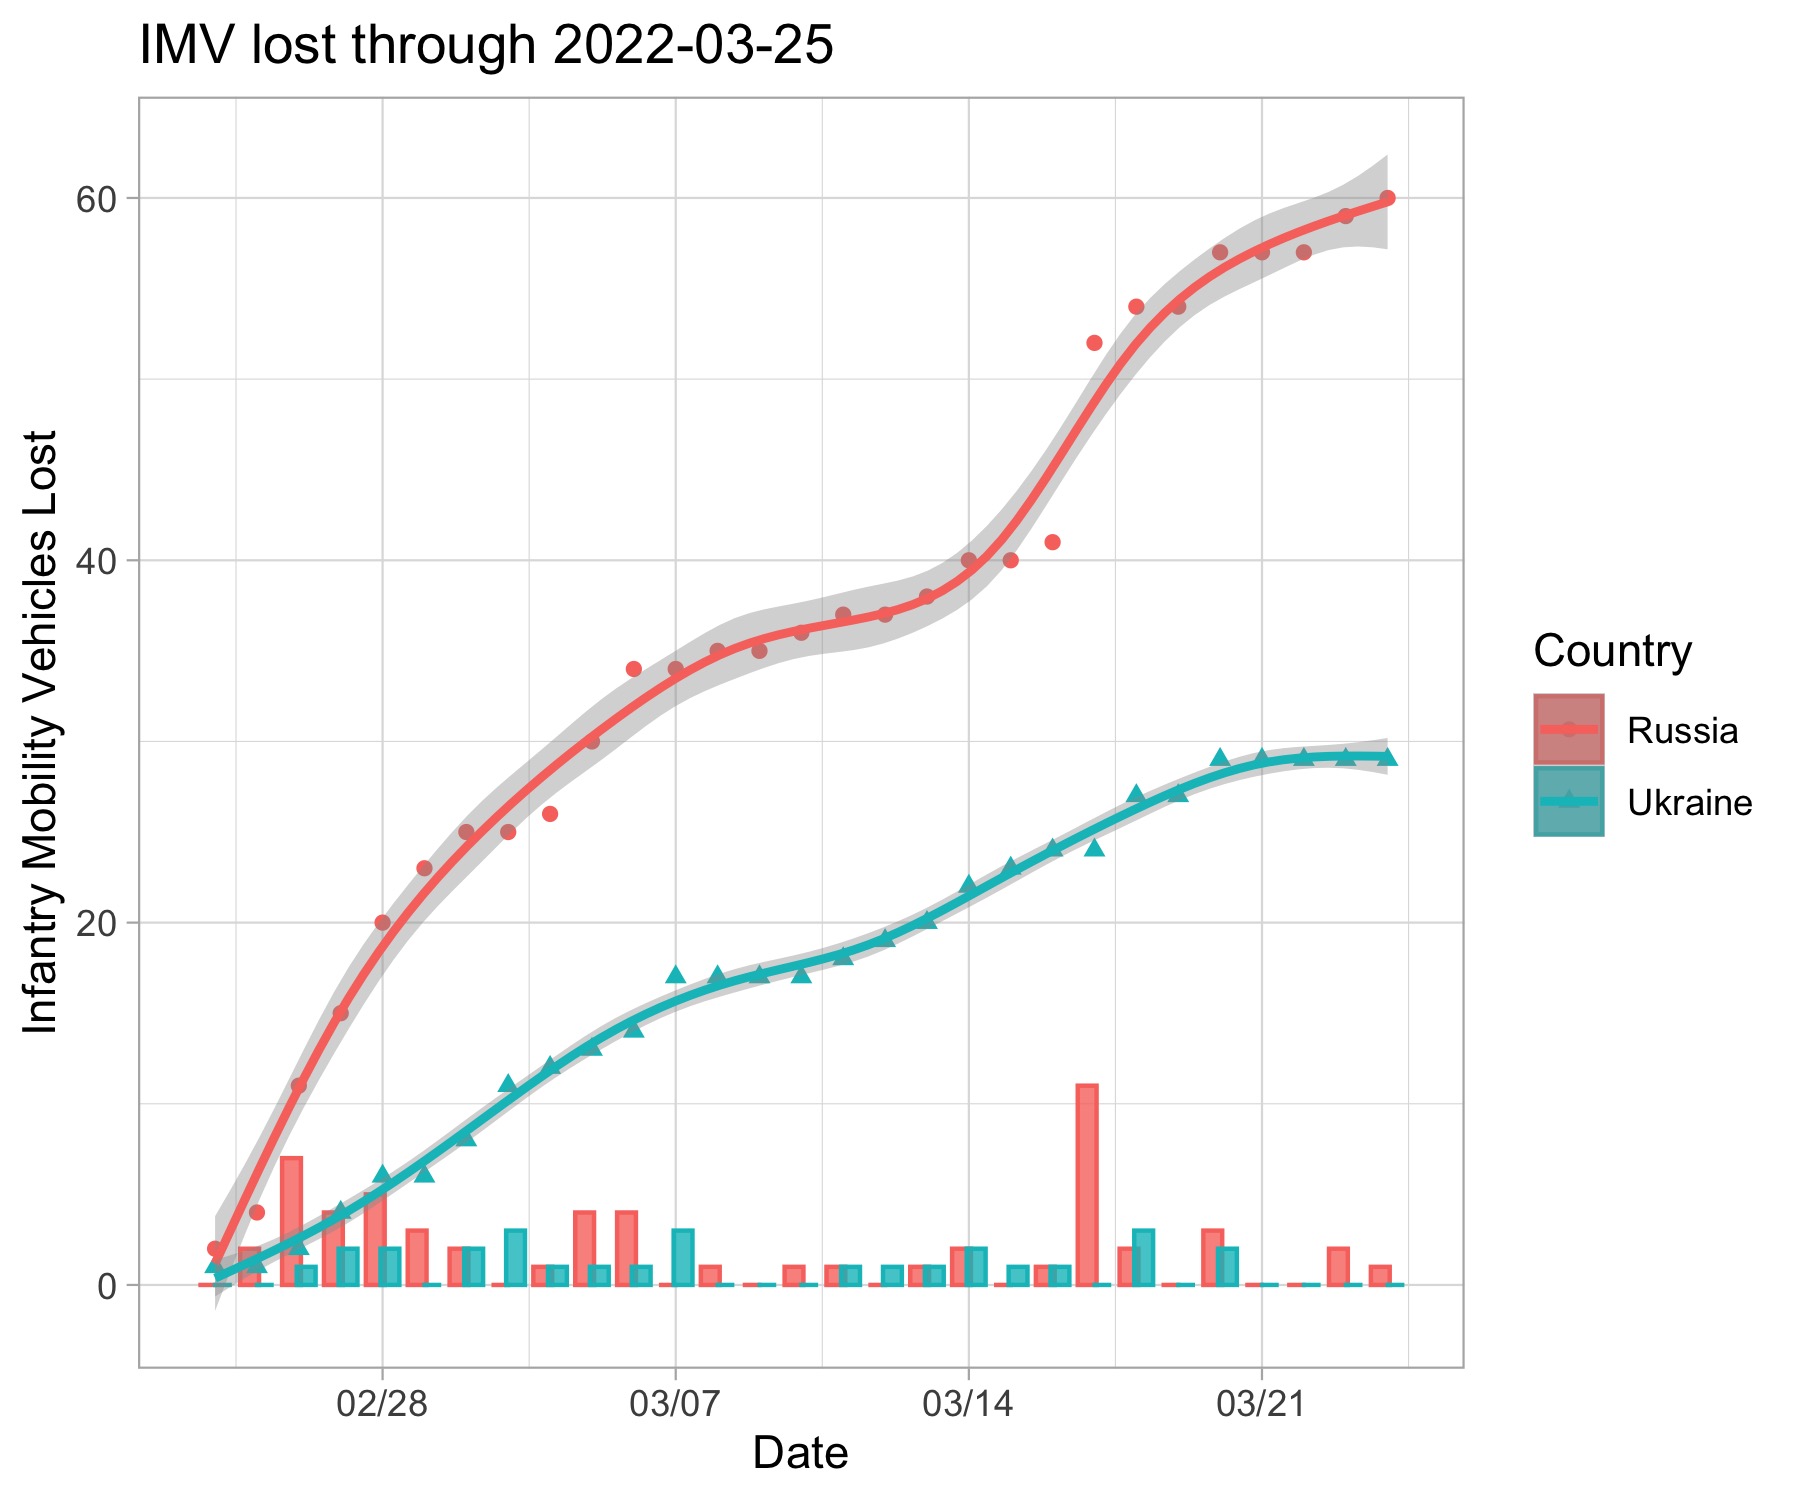 IMV lost through 2022-03-25
Infantry Mobility Vehicles Lost
60
40
20
0
02/28 03/07 03/14 03/21
Date
Country
Russia
Ukraine